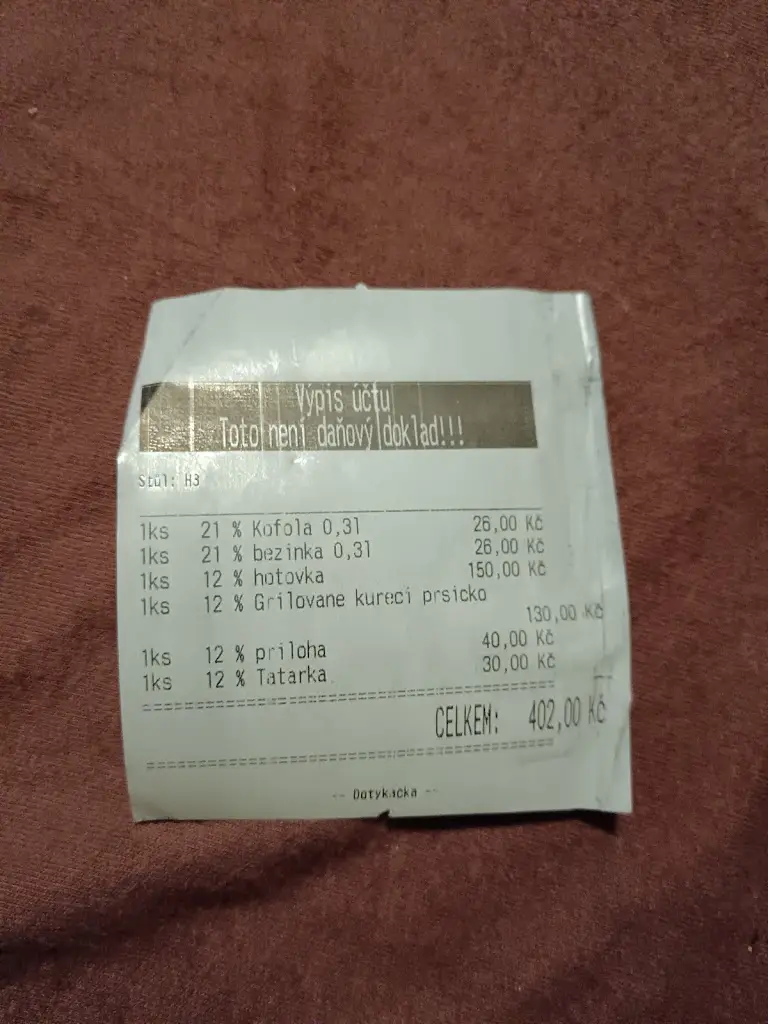 Výpis účtu
Toto není daňový doklad!!!
Stůl: H3
1ks 21 % Kofola 0,3l 26,00 Kč
1ks 21 % bezinka 0,3l 26,00 Kč
1ks 12 % hotovka 150,00 Kč
1ks 12 % Grilovane kureci prsicko
130,00 Kč
1ks 12 % priloha 40,00 Kč
1ks 12 % Tatarka 30,00 Kč
CELKEM: 402,00 Kč
-- Dotykacka --